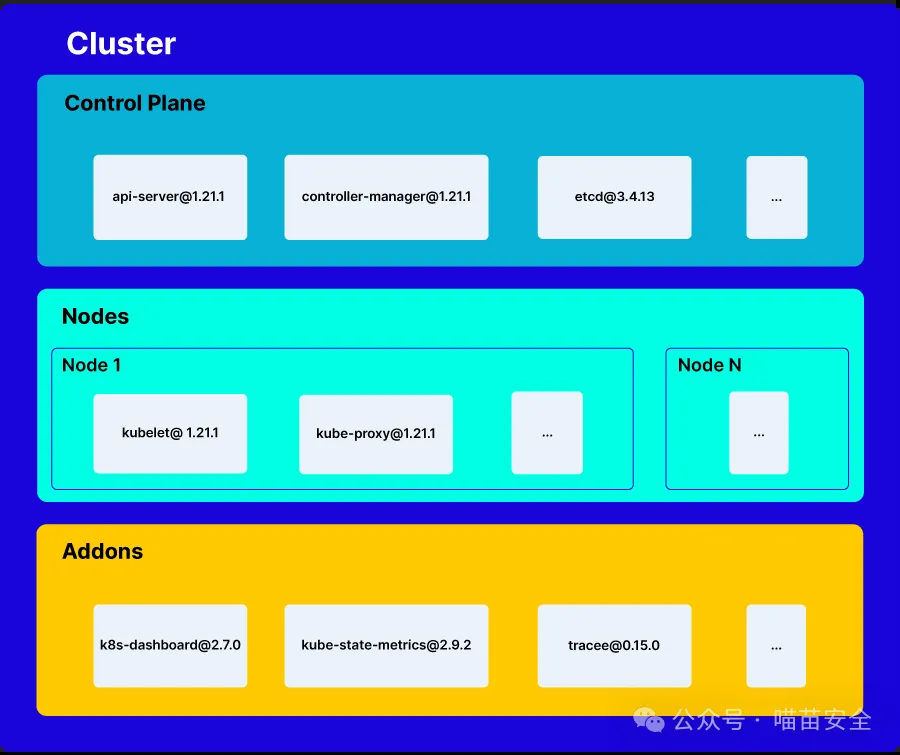 Cluster
Control Plane
api-server@1.21.1
controller-manager@1.21.1
etcd@3.4.13
...
Nodes
Node 1
kubelet@ 1.21.1
kube-proxy@1.21.1
...
Node N
...
Addons
k8s-dashboard@2.7.0
kube-state-metrics@2.9.2
tracee@0.15.0
...
公众号 · 喵苗安全